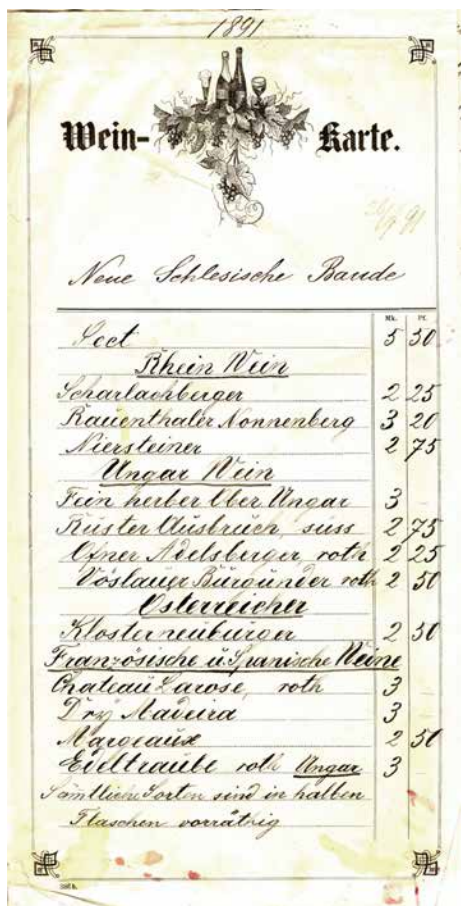 1891
Wein-Karte.
91
Neue Schlesische Baude
Mk. Pf.
Sect 5 50
Rhein Wein
Scharlachberger 2 25
Rauenthaler Nonnenberg 3 20
Niersteiner 2 75
Ungar Wein
Fein herber Ober Ungar 3 –
Ruster Ausbruch, süss 2 75
Ofner Adelsberger, roth 2 25
Vöslauer Burgunder roth 2 50
Österreicher
Klosterneuburger 2 50
Französische u. Spanische Weine
Chateau Larose, roth 3 –
Dry Madeira 3 –
Margeaux 2 50
Edeltraube roth Ungar 3 –
Sämtliche Sorten sind in halben
Flaschen vorräthig